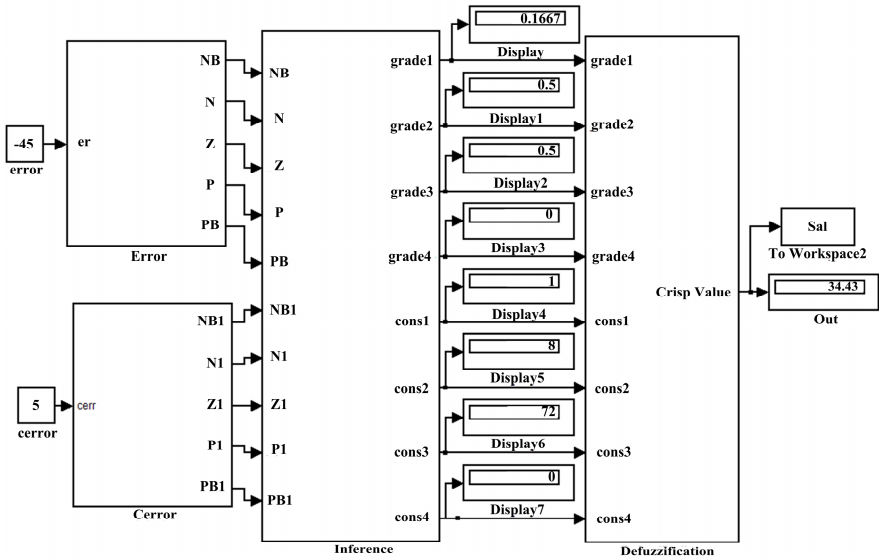 -45
error
er
NB
N
Z
P
PB
Error
5
cerror
cerr
NB1
N1
Z1
P1
PB1
Cerror
NB
N
Z
P
PB
NB1
N1
Z1
P1
PB1
grade1
grade2
grade3
grade4
cons1
cons2
cons3
cons4
Inference
0.1667
Display
0.5
Display1
0.5
Display2
0
Display3
1
Display4
8
Display5
72
Display6
0
Display7
grade1
grade2
grade3
grade4
cons1
cons2
cons3
cons4
Crisp Value
Defuzzification
Sal
To Workspace2
34.43
Out